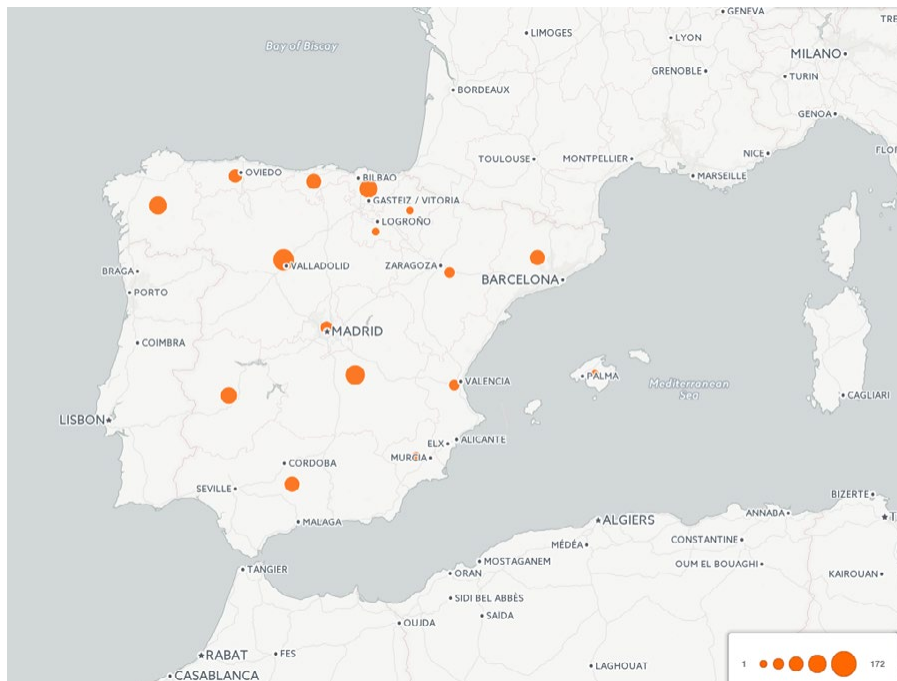 GENEVA
LIMOGES
LYON
Bay of Biscay
MILANO
GRENOBLE
TURIN
BORDEAUX
GENOA
NICE
TOULOUSE
MONTPELLIER
MARSEILLE
OVIEDO
BILBAO
GASTEIZ / VITORIA
LOGROÑO
VALLADOLID
ZARAGOZA
BRAGA
BARCELONA
PORTO
MADRID
COIMBRA
PALMA
VALENCIA
Mediterranean
Sea
CAGLIARI
LISBON
ELX
ALICANTE
MURCIA
CORDOBA
SEVILLE
BIZERTE
ANNABA
MALAGA
ALGIERS
CONSTANTINE
MÉDÉA
MOSTAGANEM
OUM EL BOUAGHI
TANGIER
ORAN
KAIROUAN
SIDI BEL ABBÈS
SAÏDA
OUJDA
RABAT
FES
1
172
LAGHOUAT
CASABLANCA